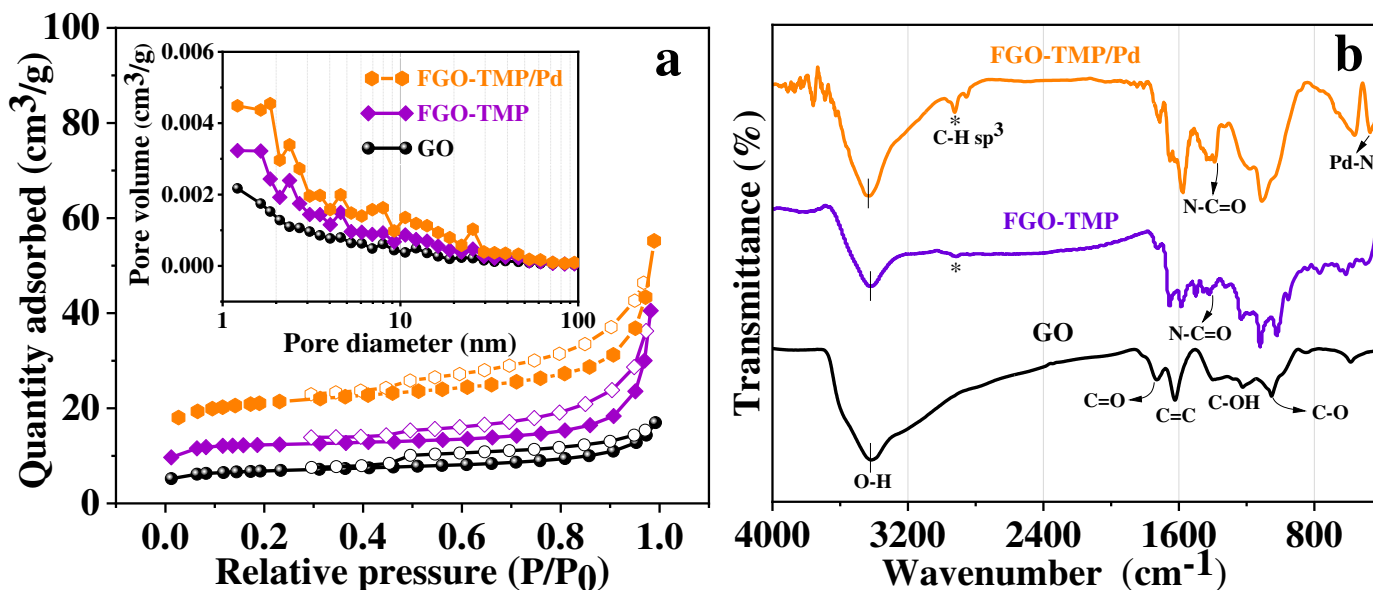 a
Quantity adsorbed (cm³/g)
100
80
60
40
20
0
0.0 0.2 0.4 0.6 0.8 1.0
Relative pressure (P/P₀)
Pore volume (cm³/g)
0.006
0.004
0.002
0.000
1 10 100
Pore diameter (nm)
FGO-TMP/Pd
FGO-TMP
GO
b
Transmittance (%)
FGO-TMP/Pd
*
C-H sp³
Pd-N
N-C=O
FGO-TMP
*
N-C=O
GO
C=O
C=C
C-OH
C-O
O-H
4000 3200 2400 1600 800
Wavenumber (cm⁻¹)